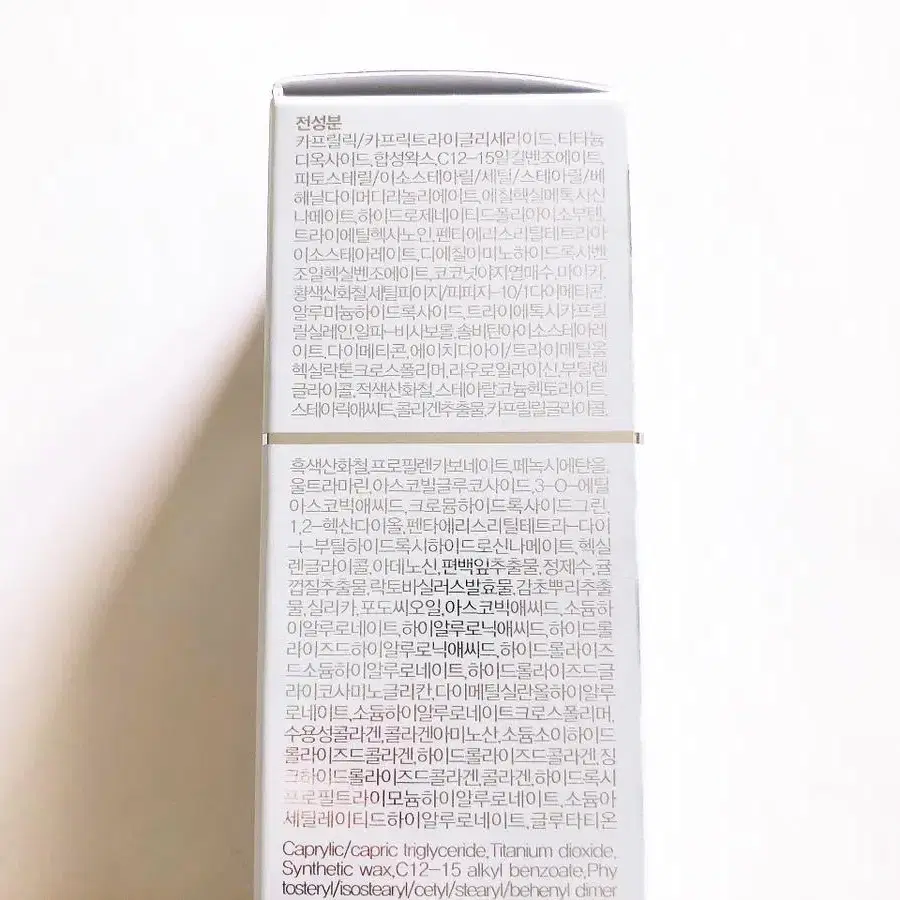 전성분
카프릴릭/카프릭트라이글리세라이드,티타늄
디옥사이드,합성왁스,C12-15알킬벤조에이트,
피토스테릴/아이소스테아릴/세틸/스테아릴/베
헤닐다이머다리놀리에이트,에칠헥실메톡시신
나메이트,하이드로제네이티드폴리아이소부텐,
트라이에틸헥사노인,펜타에리스리틸테트라아
이소스테아레이트,디에칠아미노하이드록시벤
조일헥실벤조에이트,코코넛야자열매수,마이카,
황색산화철,세틸피이지/피피지-10/1다이메티콘,
알루미늄하이드록사이드,트라이에톡시카프릴
릴실레인,알파-비사보롤,솔비탄아이소스테아레
이트,다이메티콘,에이치디아이/트라이메틸올
헥실락톤크로스폴리머,라우로일라이신,부틸렌
글라이콜,적색산화철,스테아랄코늄헥토라이트
스테아릭애씨드,콜라겐추출물,카프릴릴글라이콜,
흑색산화철,프로필렌카보네이트,페녹시에탄올,
울트라마린,아스코빌글루코사이드,3-O-에틸
아스코빅애씨드,크로뮴하이드록사이드그린,
1,2-헥산다이올,펜타에리스리틸테트라-다이
-t-부틸하이드록시하이드로신나메이트,헥실
렌글라이콜,아데노신,편백잎추출물,정제수,귤
껍질추출물,락토바실러스발효물,감초뿌리추출
물,실리카,포도씨오일,아스코빅애씨드,소듐하
이알루로네이트,하이알루로닉애씨드,하이드롤
라이즈드하이알루로닉애씨드,하이드롤라이즈
드소듐하이알루로네이트,하이드롤라이즈드글
라이코사미노글리칸,다이메틸실란올하이알루
로네이트,소듐하이알루로네이트크로스폴리머,
수용성콜라겐,콜라겐아미노산,소듐소이하이드
롤라이즈드콜라겐,하이드롤라이즈드콜라겐,징
크하이드롤라이즈드콜라겐,콜라겐,하이드록시
프로필트라이모늄하이알루로네이트,소듐아
세틸레이티드하이알루로네이트,글루타티온
Caprylic/capric triglyceride,Titanium dioxide,
Synthetic wax,C12-15 alkyl benzoate,Phy
tosteryl/isostearyl/cetyl/stearyl/behenyl dimer